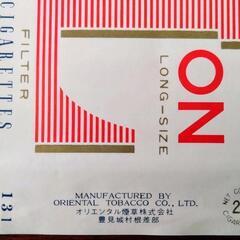 CIGARETTES
FILTER
131
LONG-SIZE
ON
MANUFACTURED BY
ORIENTAL TOBACCO CO., LTD.
オリエンタル煙草株式会社
豊見城村根差部
2